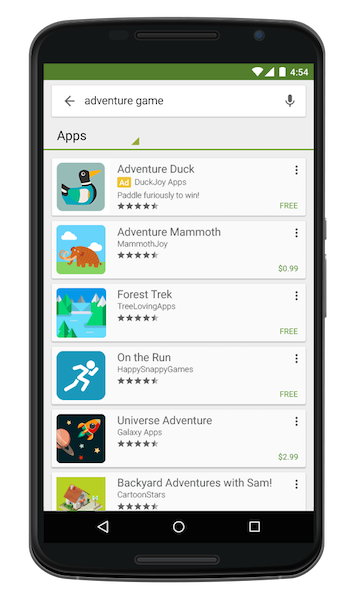 4:54
adventure game
Apps
Adventure Duck
Ad DuckJoy Apps
Paddle furiously to win!
FREE
Adventure Mammoth
MammothJoy
$0.99
Forest Trek
TreeLovingApps
FREE
On the Run
HappySnappyGames
FREE
Universe Adventure
Galaxy Apps
$2.99
Backyard Adventures with Sam!
CartoonStars